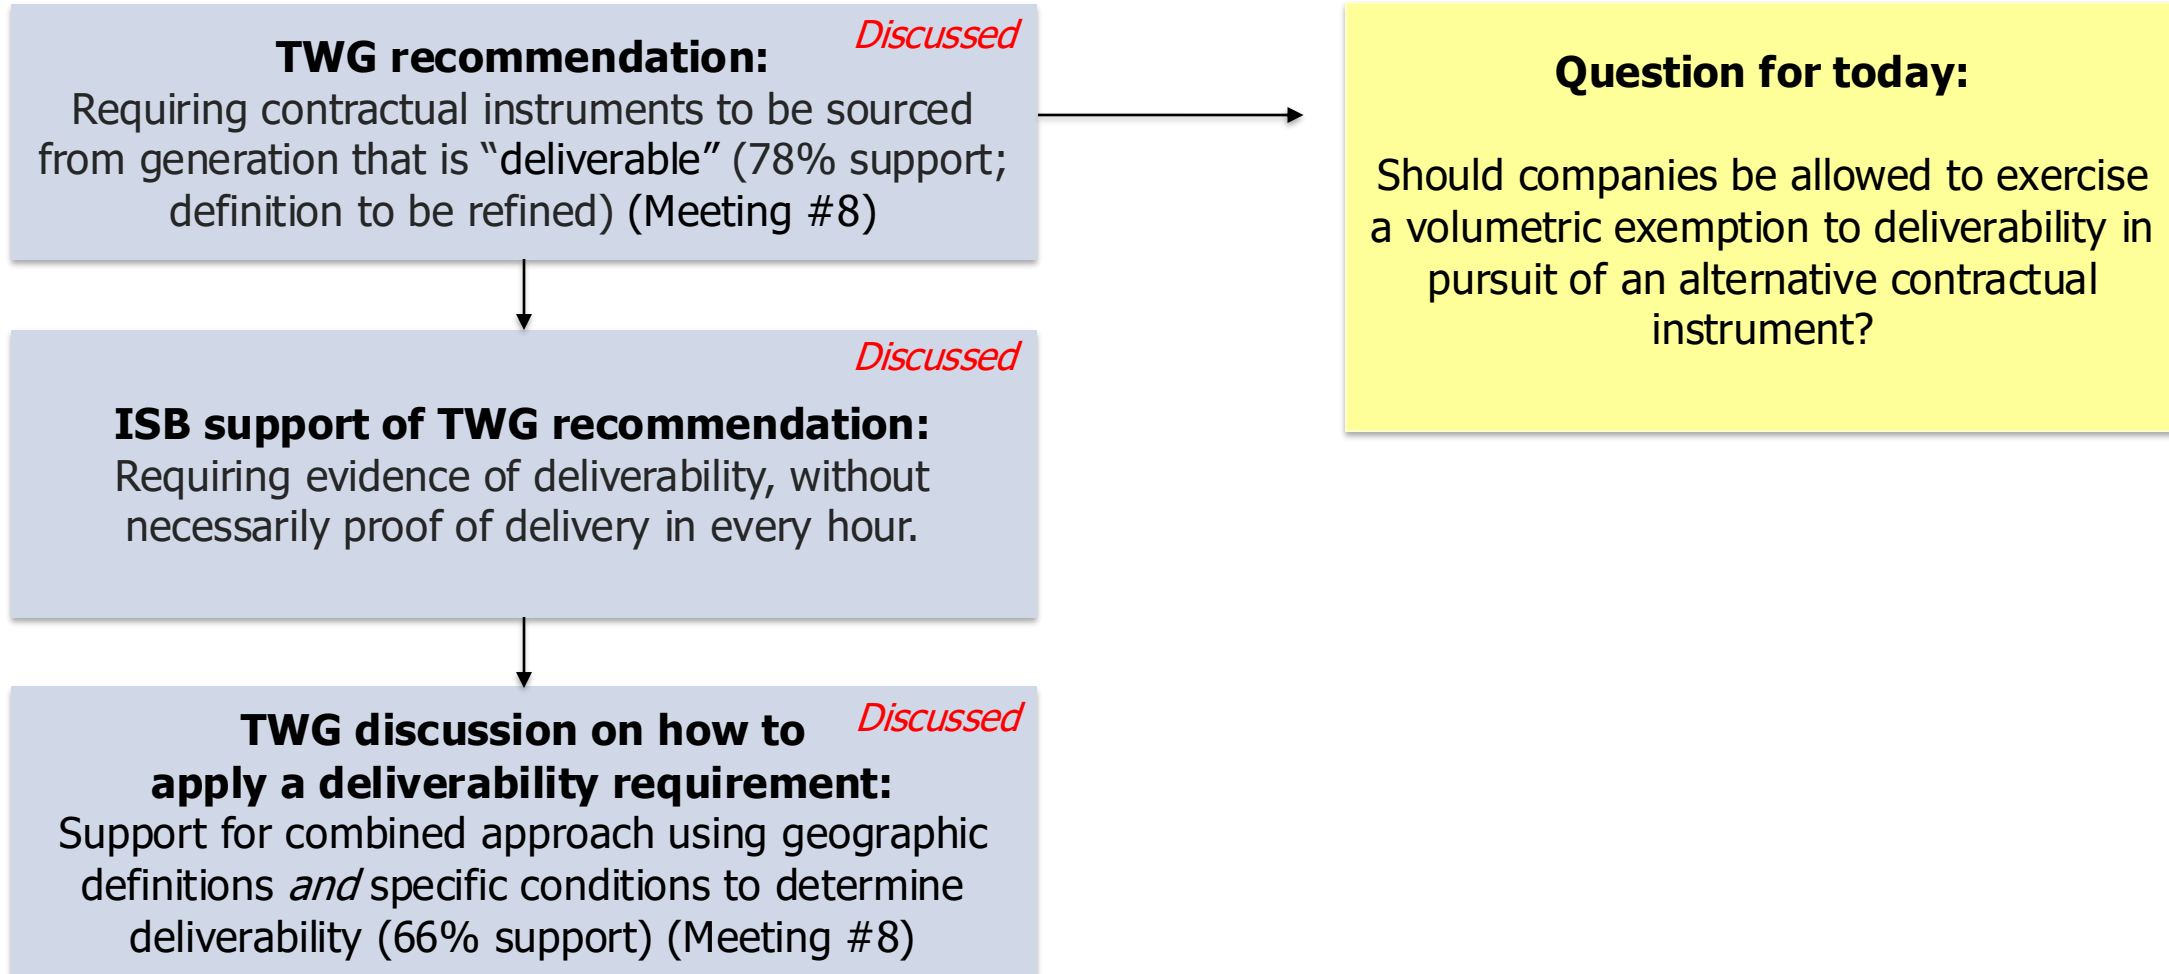 Discussed
TWG recommendation:
Requiring contractual instruments to be sourced
from generation that is “deliverable” (78% support;
definition to be refined) (Meeting #8)
Discussed
ISB support of TWG recommendation:
Requiring evidence of deliverability, without
necessarily proof of delivery in every hour.
Discussed
TWG discussion on how to
apply a deliverability requirement:
Support for combined approach using geographic
definitions and specific conditions to determine
deliverability (66% support) (Meeting #8)
Question for today:
Should companies be allowed to exercise
a volumetric exemption to deliverability in
pursuit of an alternative contractual
instrument?